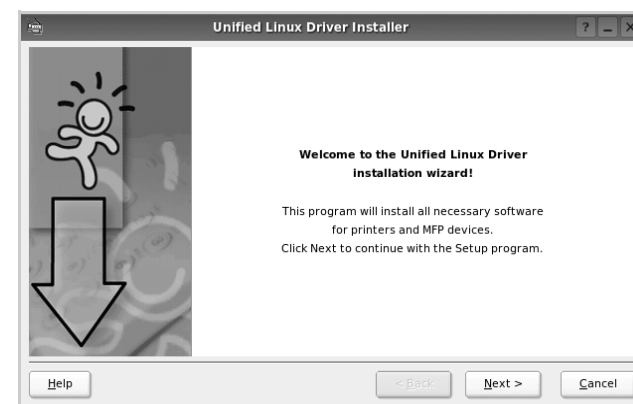 Unified Linux Driver Installer
Welcome to the Unified Linux Driver
installation wizard!
This program will install all necessary software
for printers and MFP devices.
Click Next to continue with the Setup program.
Help
< Back
Next >
Cancel